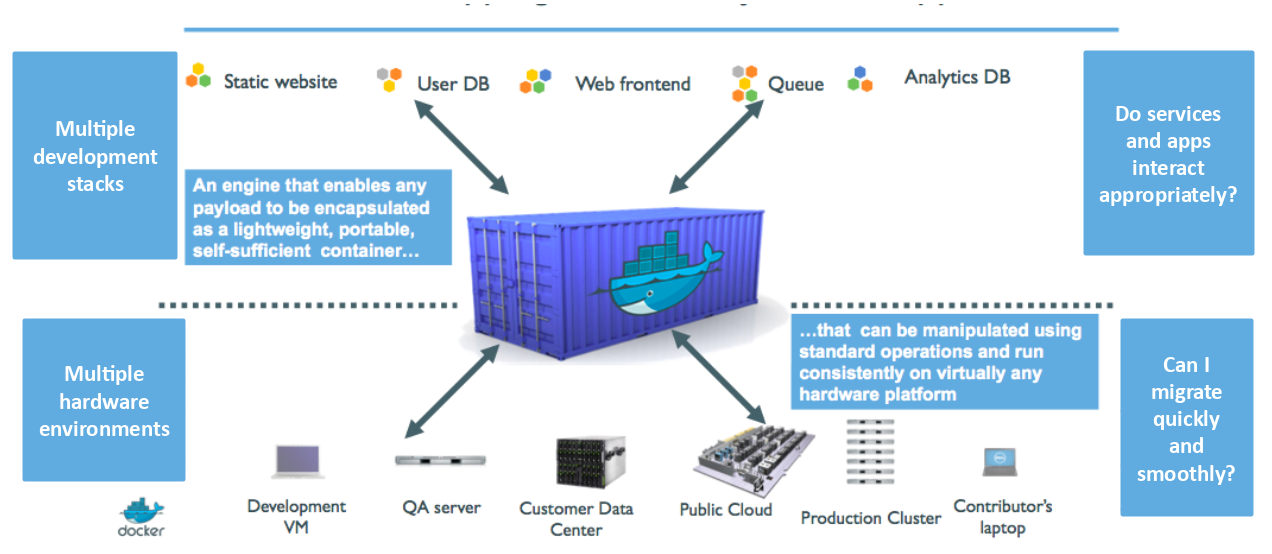 Static website
User DB
Web frontend
Queue
Analytics DB
Multiple
development
stacks
Do services
and apps
interact
appropriately?
An engine that enables any
payload to be encapsulated
as a lightweight, portable,
self-sufficient container…
…that can be manipulated using
standard operations and run
consistently on virtually any
hardware platform
Multiple
hardware
environments
Can I
migrate
quickly
and
smoothly?
Development
VM
QA server
Customer Data
Center
Public Cloud
Production Cluster
Contributor's
laptop
docker